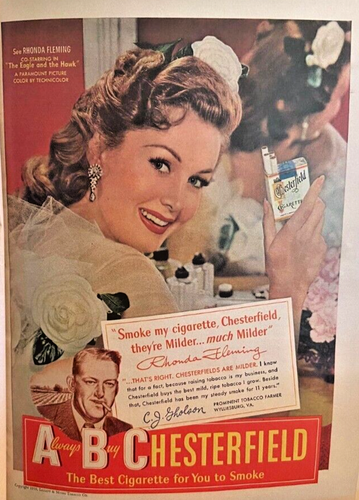 See RHONDA FLEMING
CO-STARRING IN
"The Eagle and the Hawk"
A PARAMOUNT PICTURE
COLOR BY TECHNICOLOR
Chesterfield
CIGARETTES
"Smoke my cigarette, Chesterfield,
they're Milder...much Milder"
Rhonda Fleming
"...THAT'S RIGHT, CHESTERFIELDS ARE MILDER. I know
that for a fact, because raising tobacco is my business, and
Chesterfield buys the best mild, ripe tobacco I grow. Beside
that, Chesterfield has been my steady smoke for 11 years."
C.J. Gholson
PROMINENT TOBACCO FARMER
WYLLIESBURG, VA.
Always Buy CHESTERFIELD
The Best Cigarette for You to Smoke